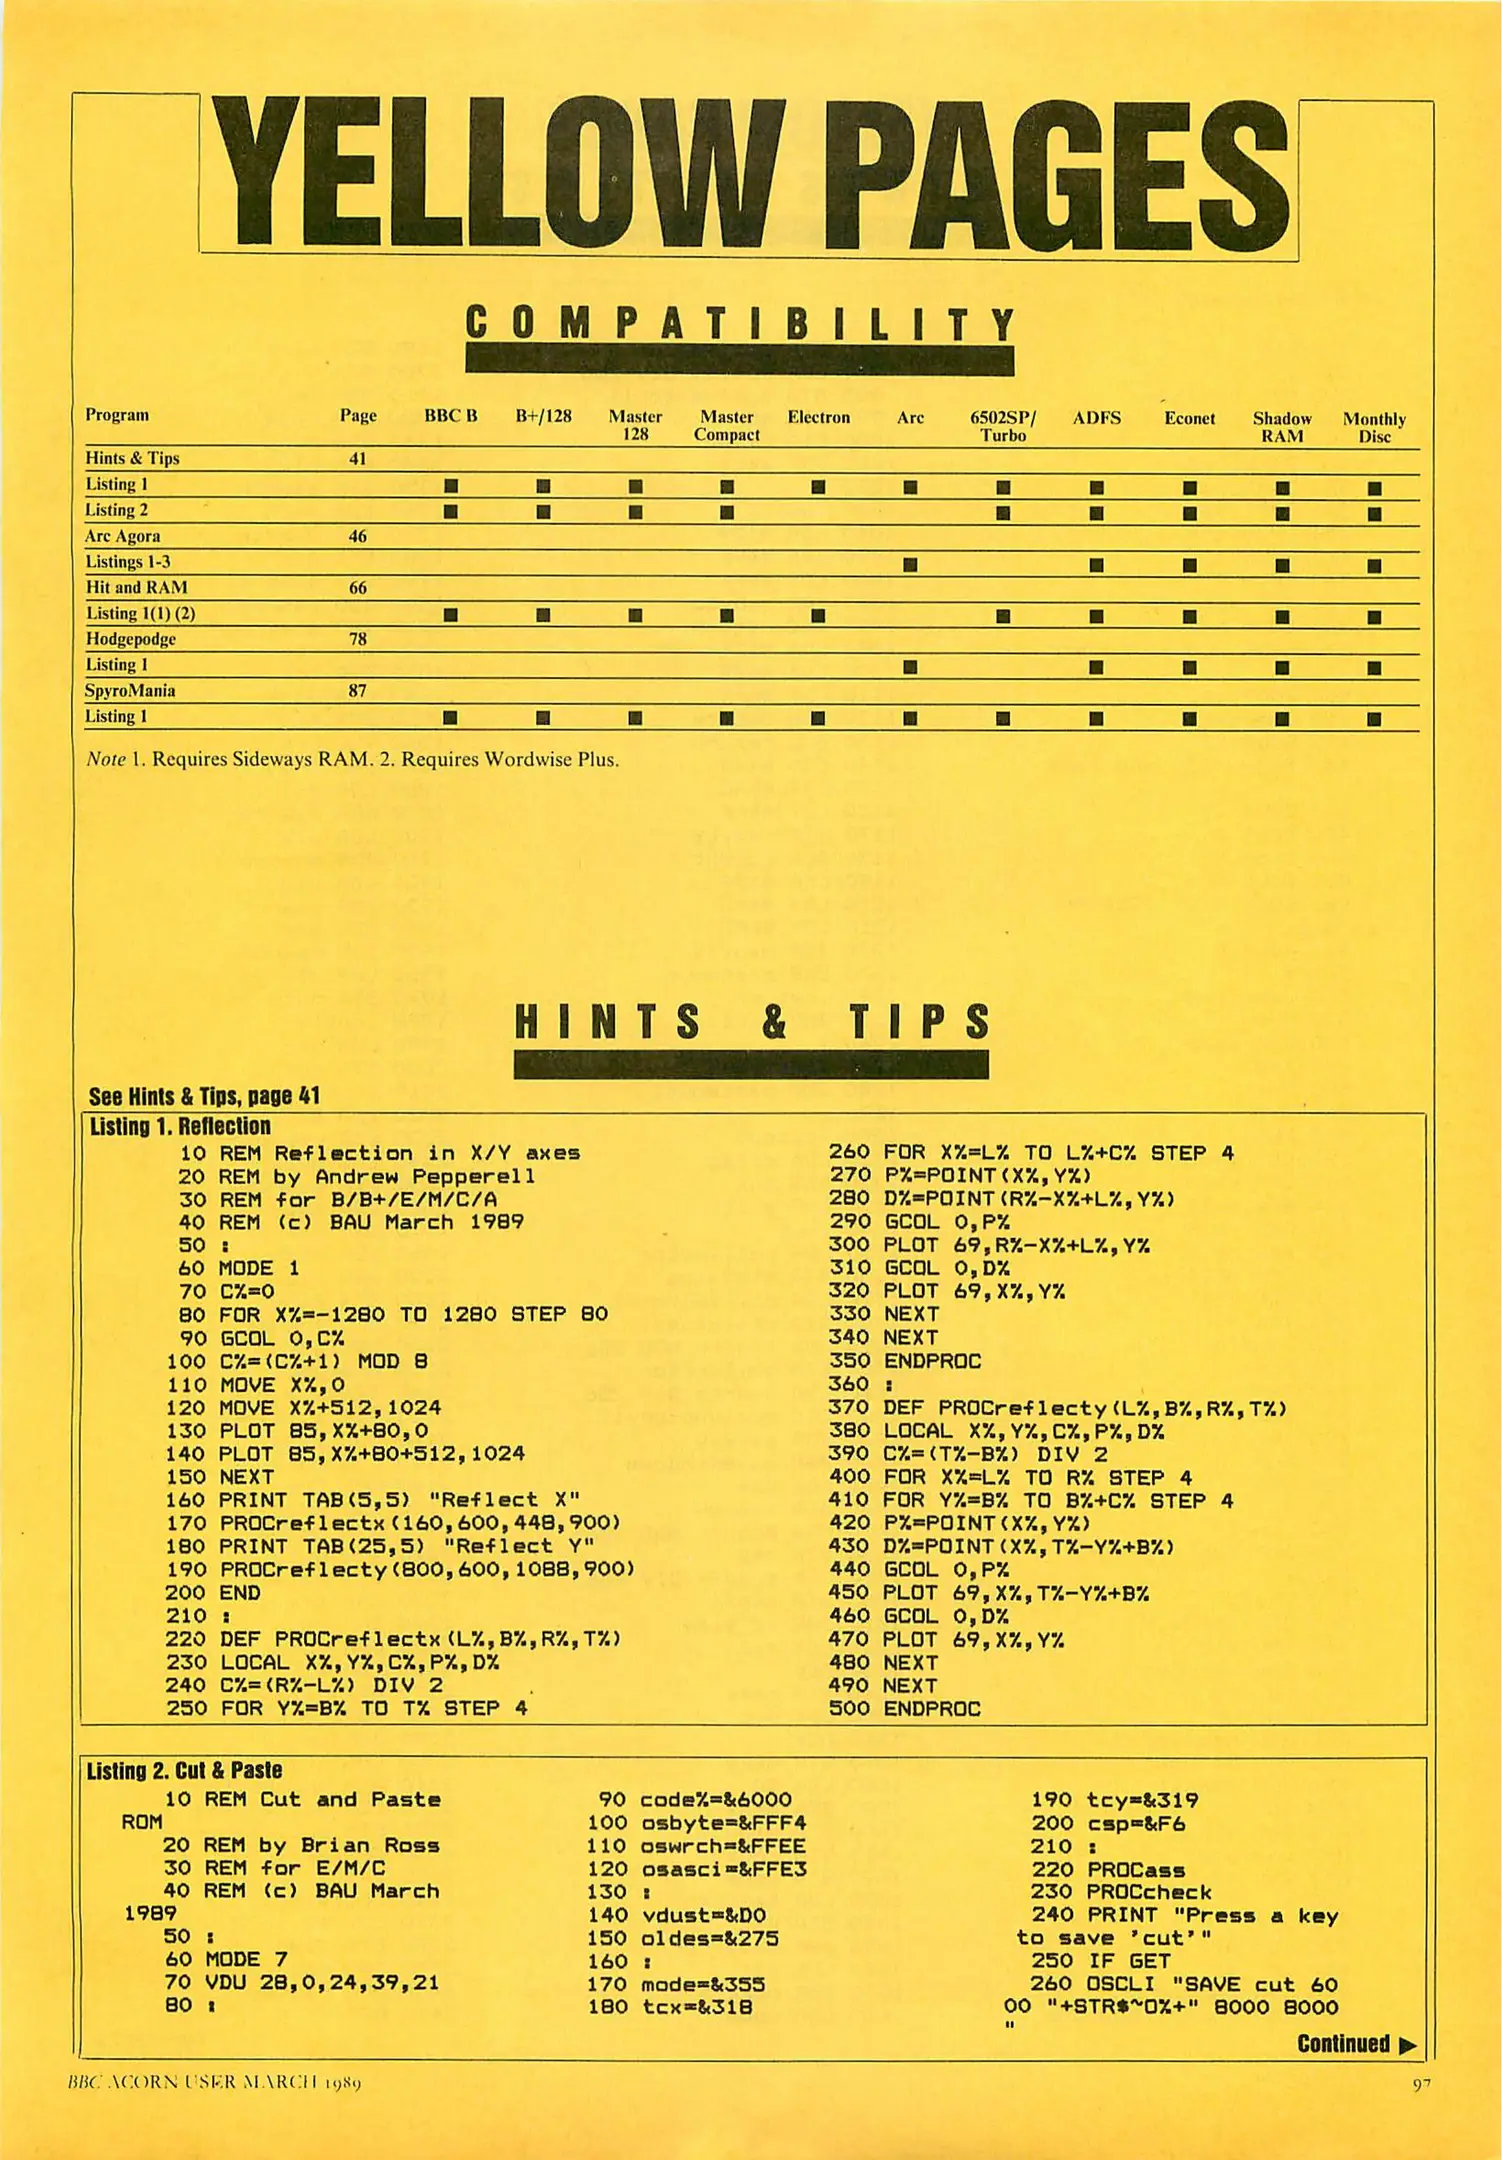 YELLOW PAGES
COMPATIBILITY
Program Page BBC B B+/128 Master 128 Master Compact Electron Arc 6502SP/ Turbo ADFS Econet Shadow RAM Monthly Disc
Hints & Tips 41
Listing 1 ■ ■ ■ ■ ■ ■ ■ ■ ■ ■ ■
Listing 2 ■ ■ ■ ■ ■ ■ ■ ■ ■
Arc Agora 46
Listings 1-3 ■ ■ ■ ■ ■
Hit and RAM 66
Listing 1(1) (2) ■ ■ ■ ■ ■ ■ ■ ■ ■ ■
Hodgepodge 78
Listing 1 ■ ■ ■ ■ ■
SpyroMania 87
Listing 1 ■ ■ ■ ■ ■ ■ ■ ■ ■ ■ ■
Note 1. Requires Sideways RAM. 2. Requires Wordwise Plus.
HINTS & TIPS
See Hints & Tips, page 41
Listing 1. Reflection
10 REM Reflection in X/Y axes
20 REM by Andrew Pepperell
30 REM for B/B+/E/M/C/A
40 REM (c) BAU March 1989
50 :
60 MODE 1
70 C%=0
80 FOR X%=-1280 TO 1280 STEP 80
90 GCOL 0,C%
100 C%=(C%+1) MOD 8
110 MOVE X%,0
120 MOVE X%+512,1024
130 PLOT 85,X%+80,0
140 PLOT 85,X%+80+512,1024
150 NEXT
160 PRINT TAB(5,5) "Reflect X"
170 PROCreflectx(160,600,448,900)
180 PRINT TAB(25,5) "Reflect Y"
190 PROCreflecty(800,600,1088,900)
200 END
210 :
220 DEF PROCreflectx(L%,B%,R%,T%)
230 LOCAL X%,Y%,C%,P%,D%
240 C%=(R%-L%) DIV 2
250 FOR Y%=B% TO T% STEP 4
260 FOR X%=L% TO L%+C% STEP 4
270 P%=POINT(X%,Y%)
280 D%=POINT(R%-X%+L%,Y%)
290 GCOL 0,P%
300 PLOT 69,R%-X%+L%,Y%
310 GCOL 0,D%
320 PLOT 69,X%,Y%
330 NEXT
340 NEXT
350 ENDPROC
360 :
370 DEF PROCreflecty(L%,B%,R%,T%)
380 LOCAL X%,Y%,C%,P%,D%
390 C%=(T%-B%) DIV 2
400 FOR X%=L% TO R% STEP 4
410 FOR Y%=B% TO B%+C% STEP 4
420 P%=POINT(X%,Y%)
430 D%=POINT(X%,T%-Y%+B%)
440 GCOL 0,P%
450 PLOT 69,X%,T%-Y%+B%
460 GCOL 0,D%
470 PLOT 69,X%,Y%
480 NEXT
490 NEXT
500 ENDPROC
Listing 2. Cut & Paste
10 REM Cut and Paste
ROM
20 REM by Brian Ross
30 REM for E/M/C
40 REM (c) BAU March
1989
50 :
60 MODE 7
70 VDU 28,0,24,39,21
80 :
90 code%=&6000
100 osbyte=&FFF4
110 oswrch=&FFEE
120 osasci=&FFE3
130 :
140 vdust=&D0
150 oldes=&275
160 :
170 mode=&355
180 tcx=&318
190 tcy=&319
200 csp=&F6
210 :
220 PROCass
230 PROCcheck
240 PRINT "Press a key
to save 'cut'"
250 IF GET
260 OSCLI "SAVE cut 60
00 "+STR$~O%+" 8000 8000
"
Continued ▶
BBC ACORN USER MARCH 1989
97